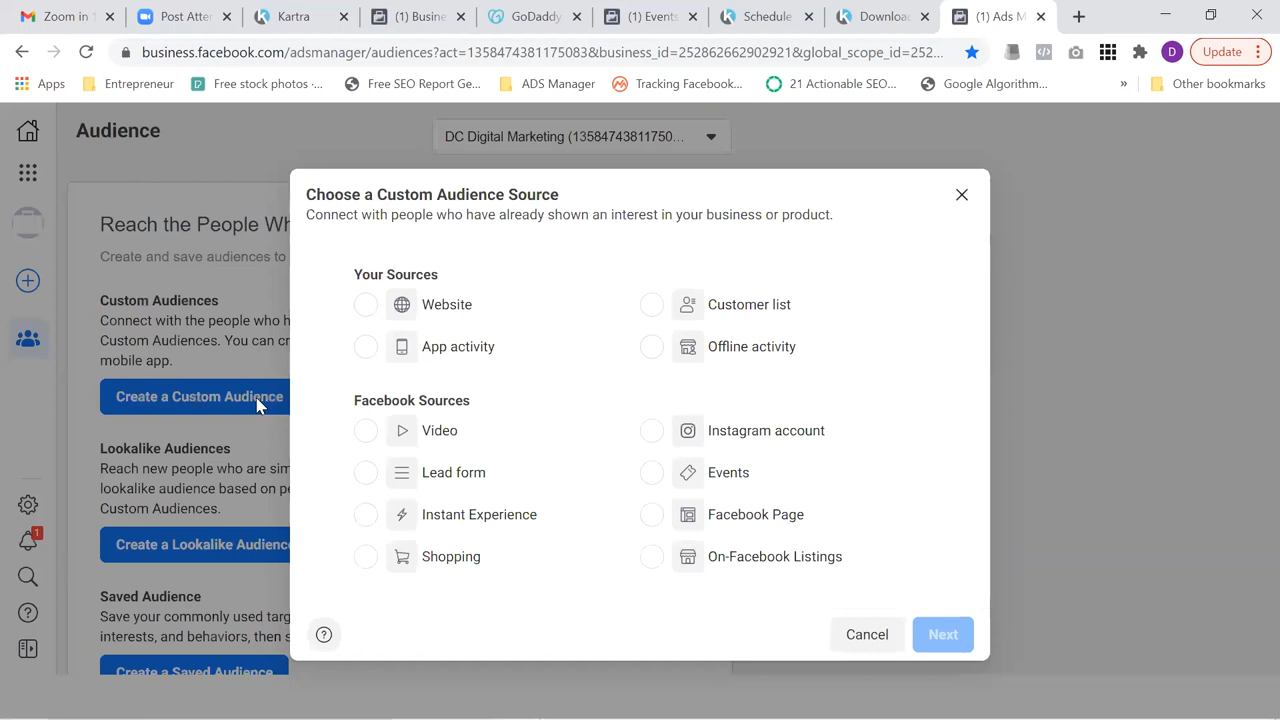 Zoom in 1
Post Atter
Kartra
(1) Busine
GoDaddy
(1) Events
Schedule
Download
(1) Ads M
business.facebook.com/adsmanager/audiences?act=1358474381175083&business_id=252862662902921&global_scope_id=252...
D
Update
Apps
Entrepreneur
Free stock photos -...
Free SEO Report Ge...
ADS Manager
Tracking Facebook...
21 Actionable SEO...
Google Algorithm...
»
Other bookmarks
Audience
DC Digital Marketing (13584743811750...
Reach the People Wh
Create and save audiences to
Custom Audiences
Connect with the people who h
Custom Audiences. You can cr
mobile app.
Create a Custom Audience
Lookalike Audiences
Reach new people who are sim
lookalike audience based on pe
Custom Audiences.
Create a Lookalike Audience
Saved Audience
Save your commonly used targ
interests, and behaviors, then s
Create a Saved Audience
1
Choose a Custom Audience Source
Connect with people who have already shown an interest in your business or product.
Your Sources
Website
Customer list
App activity
Offline activity
Facebook Sources
Video
Instagram account
Lead form
Events
Instant Experience
Facebook Page
Shopping
On-Facebook Listings
Cancel
Next